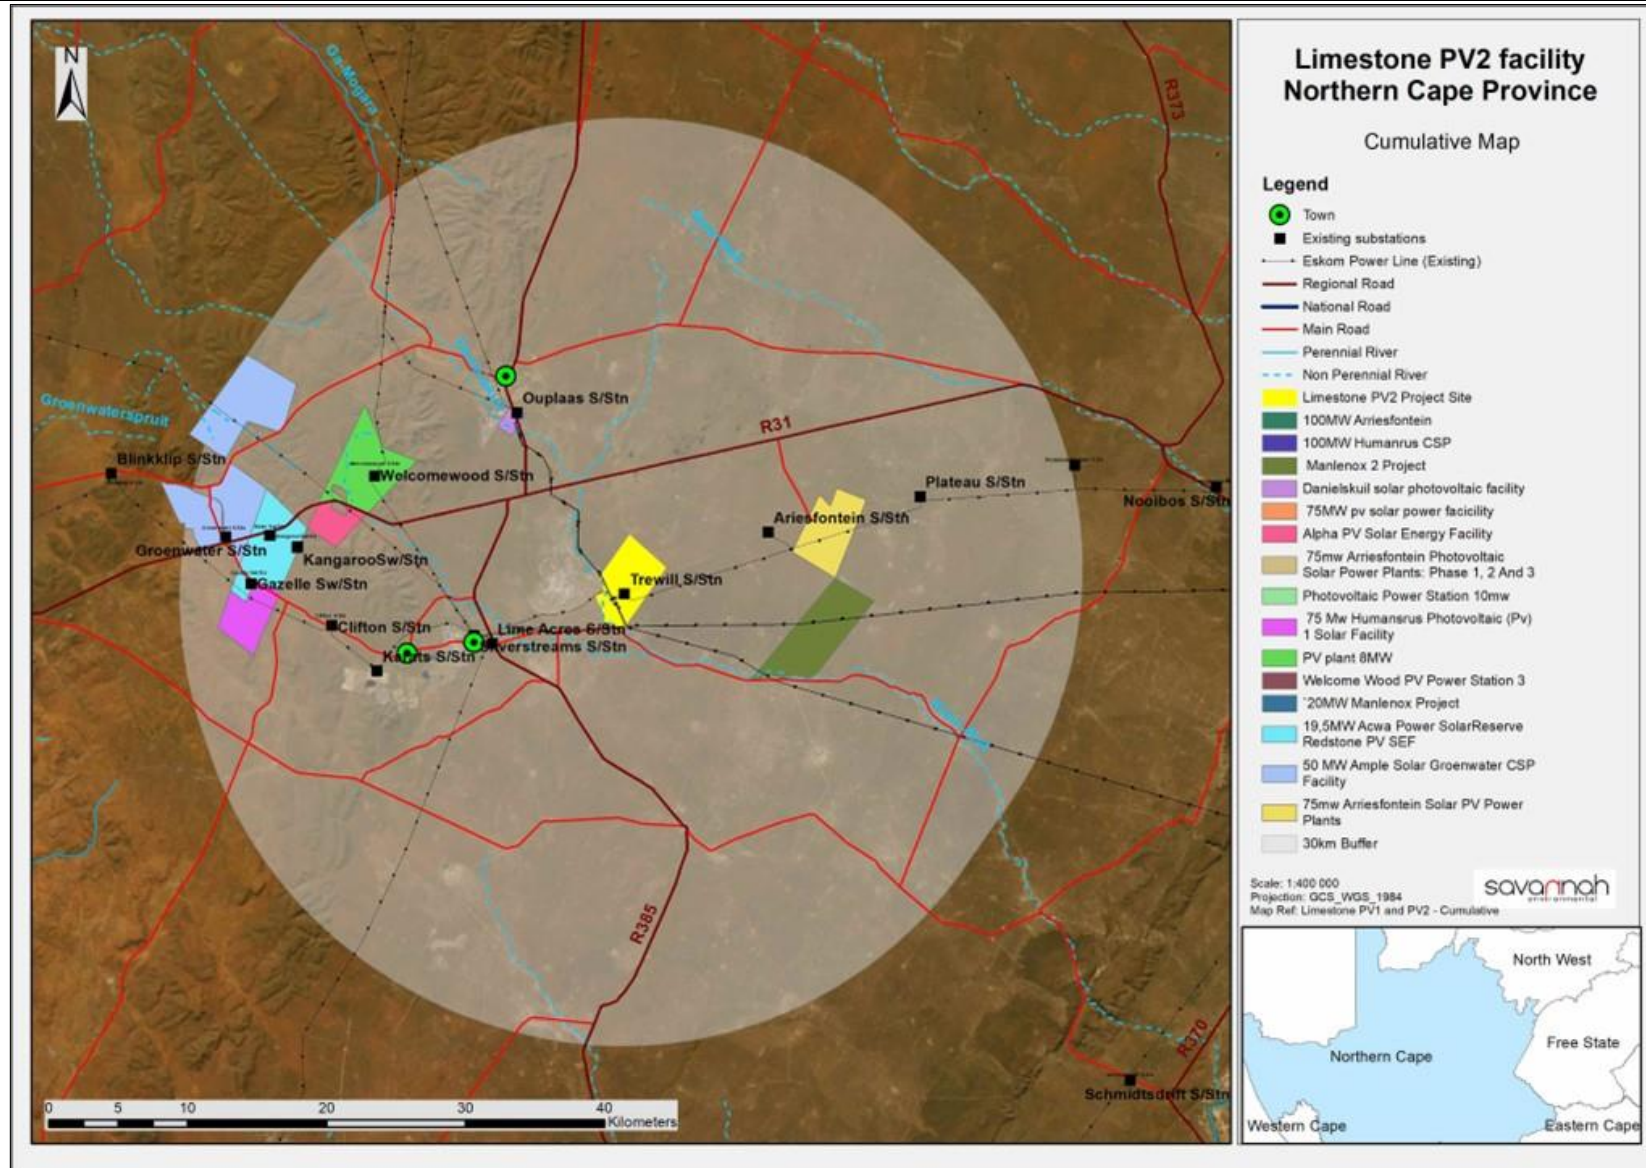 N
Ga-Mogara
R373
Groenwaterspruit
Ouplaas S/Stn
R31
Blinkklip S/Stn
Welcomewood S/Stn
Plateau S/Stn
Nooibos S/Stn
Ariesfontein S/Stn
Groenwater S/Stn
KangarooSw/Stn
Gazelle Sw/Stn
Trewill S/Stn
Clifton S/Stn
Lime Acres S/Stn
Silverstreams S/Stn
Karats S/Stn
R385
R370
Schmidtsdrift S/Stn
0 5 10 20 30 40
Kilometers
Limestone PV2 facility
Northern Cape Province
Cumulative Map
Legend
Town
Existing substations
Eskom Power Line (Existing)
Regional Road
National Road
Main Road
Perennial River
Non Perennial River
Limestone PV2 Project Site
100MW Arriesfontein
100MW Humanrus CSP
Manlenox 2 Project
Danielskuil solar photovoltaic facility
75MW pv solar power facicility
Alpha PV Solar Energy Facility
75mw Arriesfontein Photovoltaic
Solar Power Plants: Phase 1, 2 And 3
Photovoltaic Power Station 10mw
75 Mw Humansrus Photovoltaic (Pv)
1 Solar Facility
PV plant 8MW
Welcome Wood PV Power Station 3
`20MW Manlenox Project
19,5MW Acwa Power SolarReserve
Redstone PV SEF
50 MW Ample Solar Groenwater CSP
Facility
75mw Arriesfontein Solar PV Power
Plants
30km Buffer
Scale: 1:400 000
Projection: GCS_WGS_1984
Map Ref: Limestone PV1 and PV2 - Cumulative
savannah
environmental
North West
Free State
Northern Cape
Western Cape
Eastern Cape